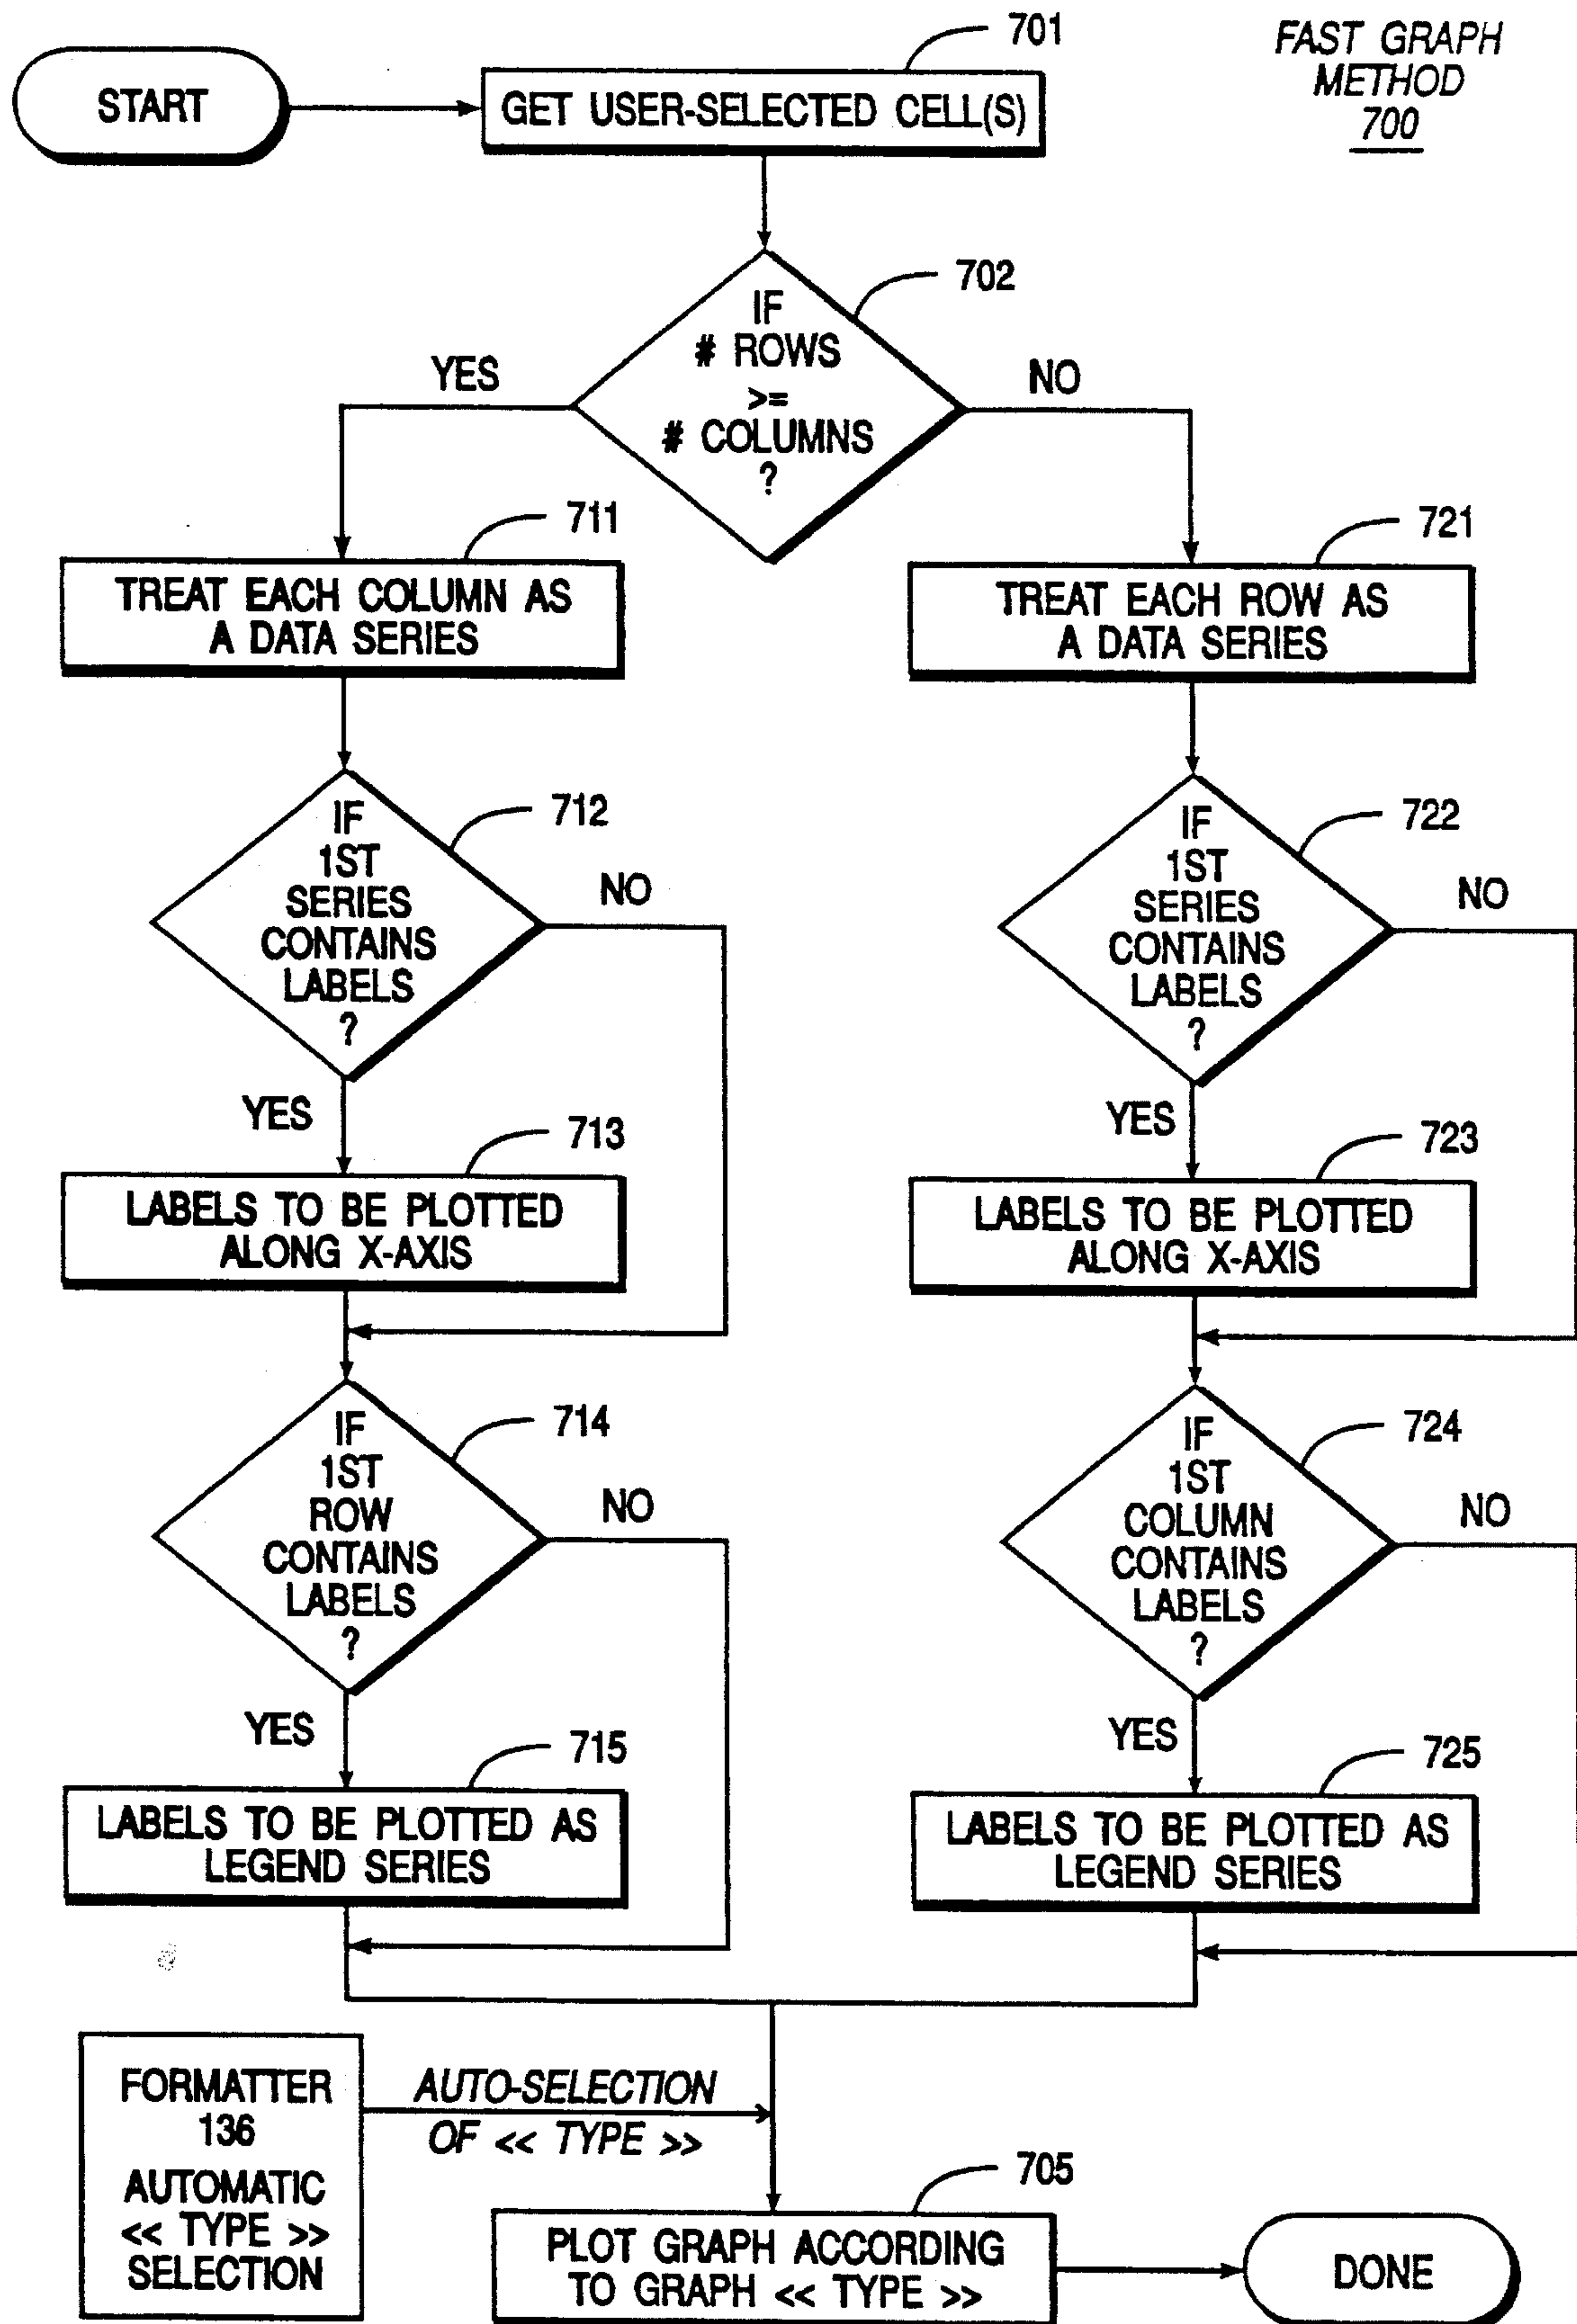 FAST GRAPH
METHOD
700
START
701
GET USER-SELECTED CELL(S)
702
IF
# ROWS
>=
# COLUMNS
?
YES
NO
711
TREAT EACH COLUMN AS
A DATA SERIES
721
TREAT EACH ROW AS
A DATA SERIES
712
IF
1ST
SERIES
CONTAINS
LABELS
?
NO
YES
722
IF
1ST
SERIES
CONTAINS
LABELS
?
NO
YES
713
LABELS TO BE PLOTTED
ALONG X-AXIS
723
LABELS TO BE PLOTTED
ALONG X-AXIS
714
IF
1ST
ROW
CONTAINS
LABELS
?
NO
YES
724
IF
1ST
COLUMN
CONTAINS
LABELS
?
NO
YES
715
LABELS TO BE PLOTTED AS
LEGEND SERIES
725
LABELS TO BE PLOTTED AS
LEGEND SERIES
FORMATTER
136
AUTOMATIC
<< TYPE >>
SELECTION
AUTO-SELECTION
OF << TYPE >>
705
PLOT GRAPH ACCORDING
TO GRAPH << TYPE >>
DONE